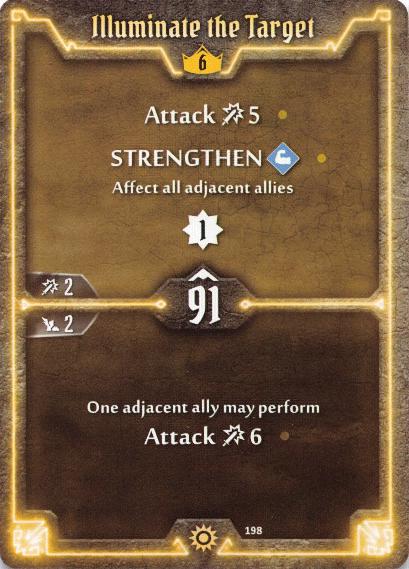 Illuminate the Target
6
Attack 5
STRENGTHEN
Affect all adjacent allies
1
2
91
2
One adjacent ally may perform
Attack 6
198